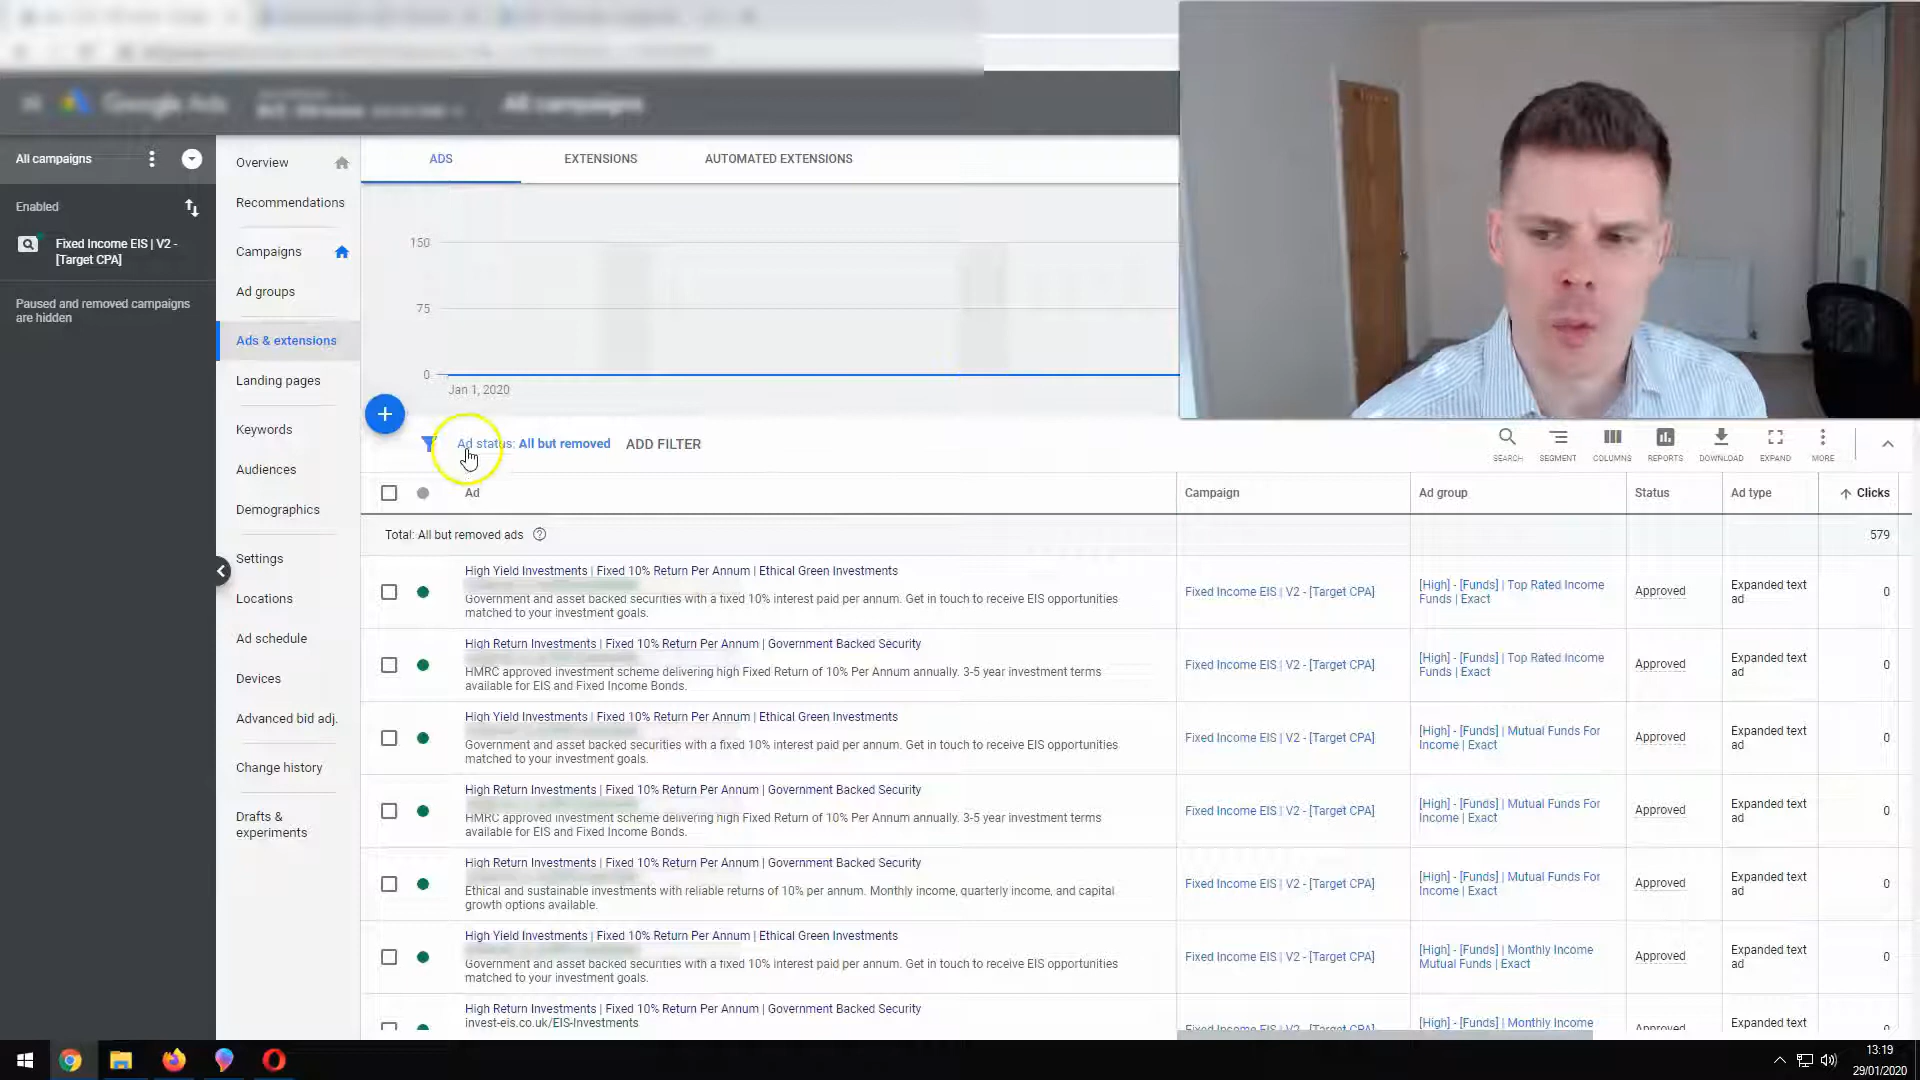 Google Ads
All campaigns
All campaigns
Enabled
Fixed Income EIS | V2 -
[Target CPA]
Paused and removed campaigns
are hidden
Overview
Recommendations
Campaigns
Ad groups
Ads & extensions
Landing pages
Keywords
Audiences
Demographics
Settings
Locations
Ad schedule
Devices
Advanced bid adj.
Change history
Drafts &
experiments
ADS
EXTENSIONS
AUTOMATED EXTENSIONS
150
75
0
Jan 1, 2020
Ad status: All but removed
ADD FILTER
SEARCH
SEGMENT
COLUMNS
REPORTS
DOWNLOAD
EXPAND
MORE
Ad
Campaign
Ad group
Status
Ad type
Clicks
Total: All but removed ads
579
High Yield Investments | Fixed 10% Return Per Annum | Ethical Green Investments
Government and asset backed securities with a fixed 10% interest paid per annum. Get in touch to receive EIS opportunities
matched to your investment goals.
Fixed Income EIS | V2 - [Target CPA]
[High] - [Funds] | Top Rated Income
Funds | Exact
Approved
Expanded text
ad
0
High Return Investments | Fixed 10% Return Per Annum | Government Backed Security
HMRC approved investment scheme delivering high Fixed Return of 10% Per Annum annually. 3-5 year investment terms
available for EIS and Fixed Income Bonds.
Fixed Income EIS | V2 - [Target CPA]
[High] - [Funds] | Top Rated Income
Funds | Exact
Approved
Expanded text
ad
0
High Yield Investments | Fixed 10% Return Per Annum | Ethical Green Investments
Government and asset backed securities with a fixed 10% interest paid per annum. Get in touch to receive EIS opportunities
matched to your investment goals.
Fixed Income EIS | V2 - [Target CPA]
[High] - [Funds] | Mutual Funds For
Income | Exact
Approved
Expanded text
ad
0
High Return Investments | Fixed 10% Return Per Annum | Government Backed Security
HMRC approved investment scheme delivering high Fixed Return of 10% Per Annum annually. 3-5 year investment terms
available for EIS and Fixed Income Bonds.
Fixed Income EIS | V2 - [Target CPA]
[High] - [Funds] | Mutual Funds For
Income | Exact
Approved
Expanded text
ad
0
High Return Investments | Fixed 10% Return Per Annum | Government Backed Security
Ethical and sustainable investments with reliable returns of 10% per annum. Monthly income, quarterly income, and capital
growth options available.
Fixed Income EIS | V2 - [Target CPA]
[High] - [Funds] | Mutual Funds For
Income | Exact
Approved
Expanded text
ad
0
High Yield Investments | Fixed 10% Return Per Annum | Ethical Green Investments
Government and asset backed securities with a fixed 10% interest paid per annum. Get in touch to receive EIS opportunities
matched to your investment goals.
Fixed Income EIS | V2 - [Target CPA]
[High] - [Funds] | Monthly Income
Mutual Funds | Exact
Approved
Expanded text
ad
0
High Return Investments | Fixed 10% Return Per Annum | Government Backed Security
invest-eis.co.uk/EIS-Investments
Fixed Income EIS | V2 - [Target CPA]
[High] - [Funds] | Monthly Income
Approved
Expanded text
0
13:19
29/01/2020